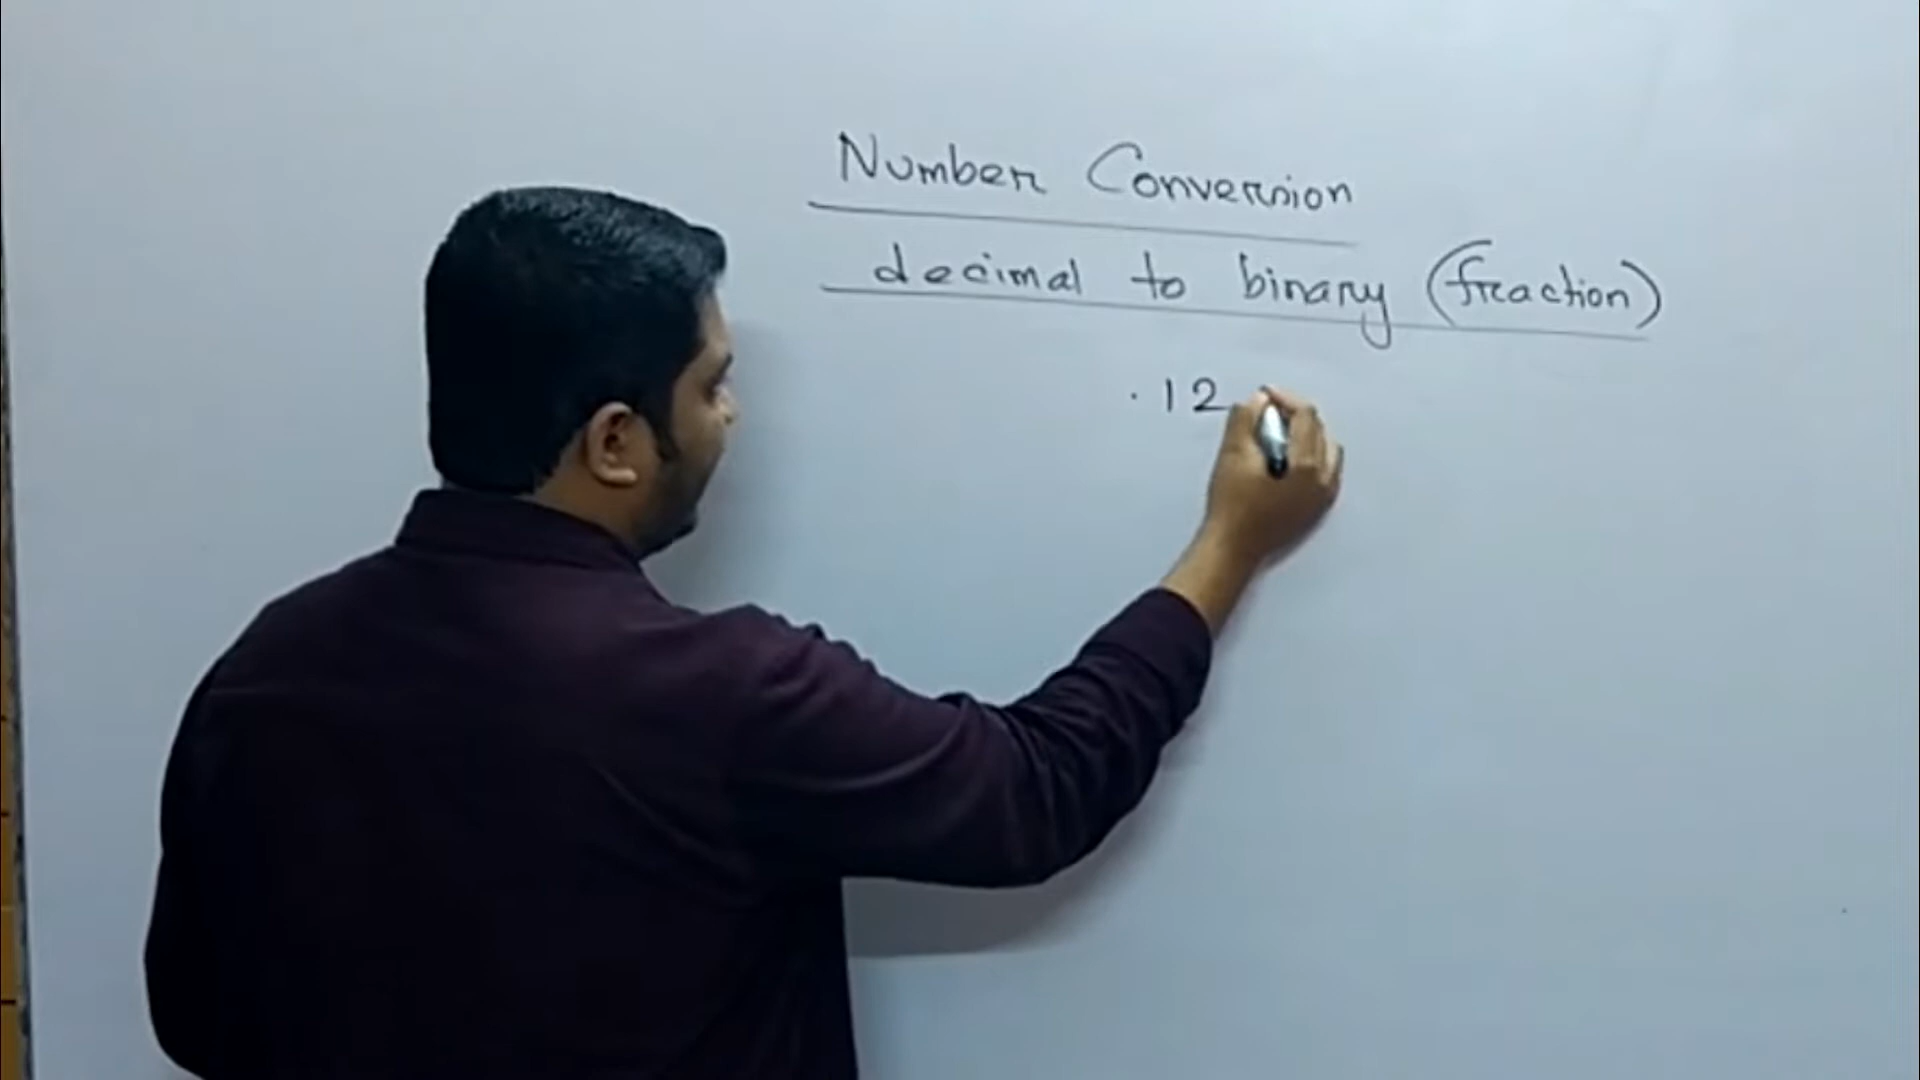 Number Conversion
decimal to binary (fraction)
.12